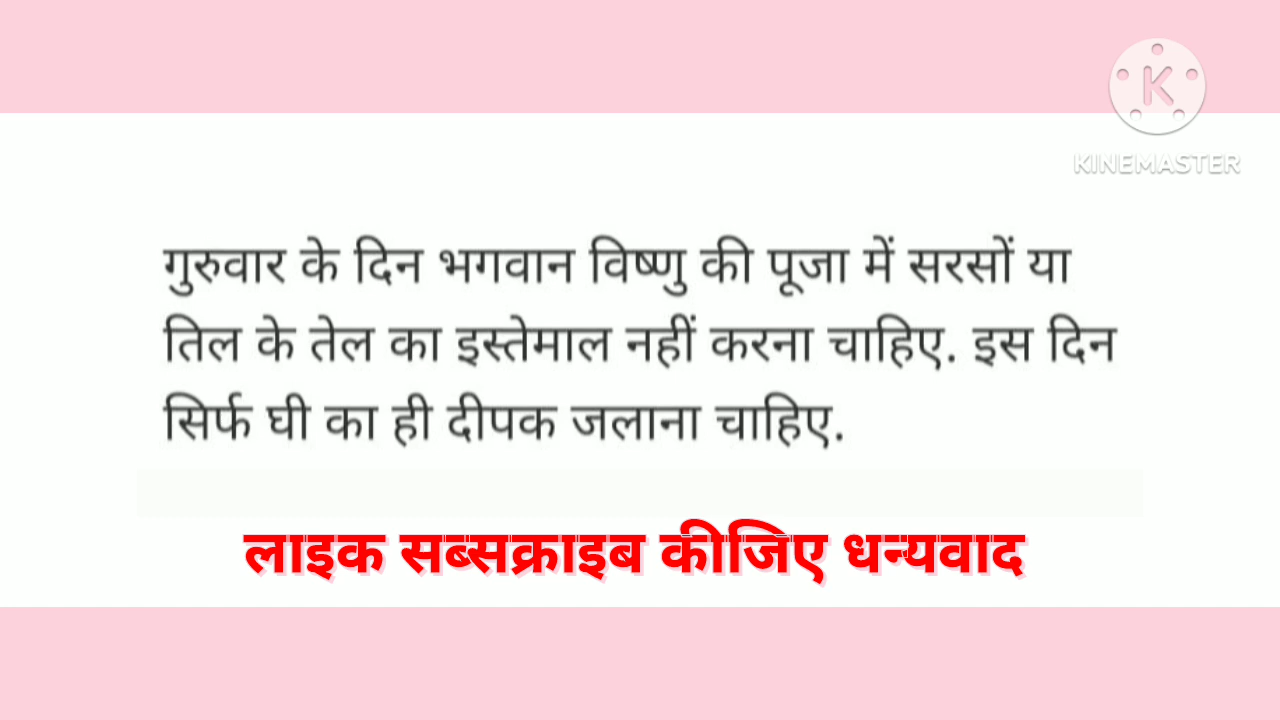 KINEMASTER
गुरुवार के दिन भगवान विष्णु की पूजा में सरसों या
तिल के तेल का इस्तेमाल नहीं करना चाहिए. इस दिन
सिर्फ घी का ही दीपक जलाना चाहिए.
लाइक सब्सक्राइब कीजिए धन्यवाद